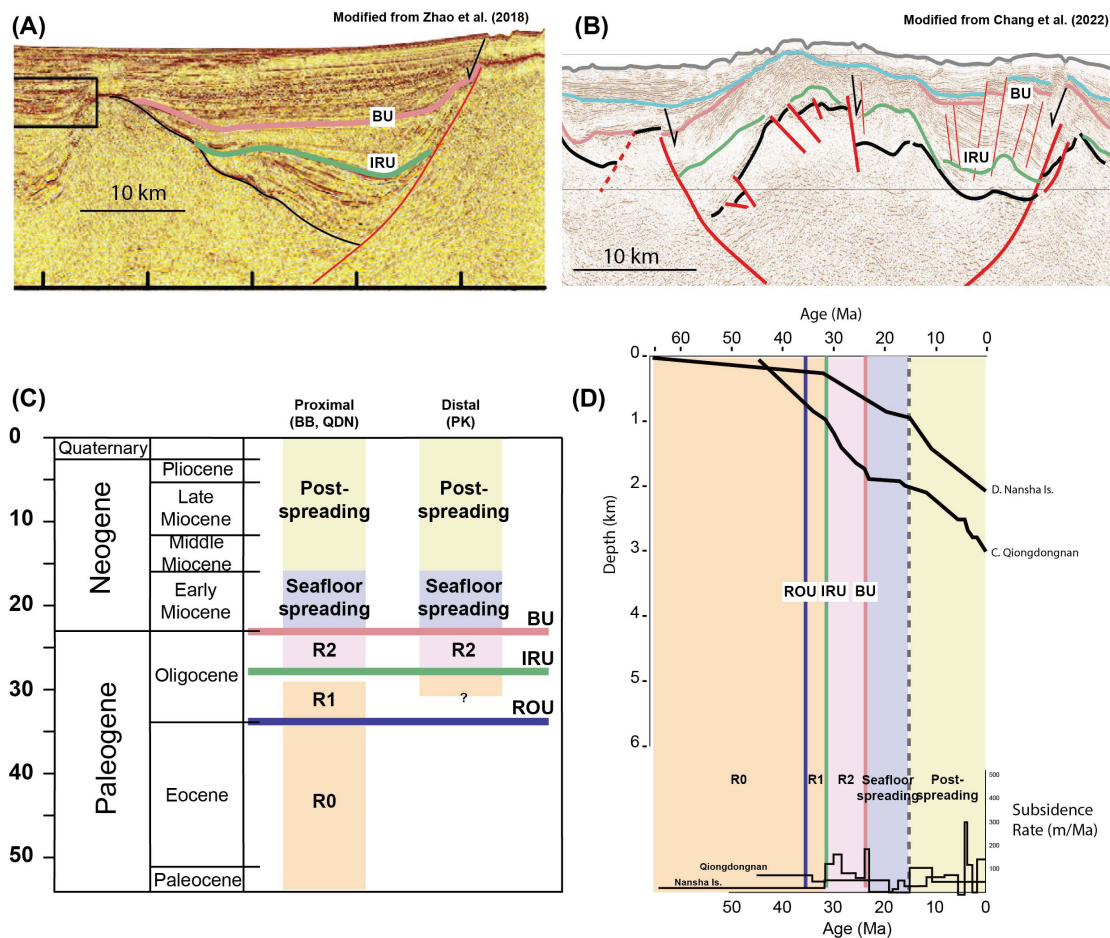 (A)
Modified from Zhao et al. (2018)
BU
IRU
10 km
(B)
Modified from Chang et al. (2022)
BU
IRU
10 km
(C)
Proximal
(BB, QDN)
Distal
(PK)
0
10
20
30
40
50
Neogene
Paleogene
Quaternary
Pliocene
Late
Miocene
Middle
Miocene
Early
Miocene
Oligocene
Eocene
Paleocene
Post-
spreading
Post-
spreading
Seafloor
spreading
Seafloor
spreading
BU
R2
R2
IRU
R1
?
ROU
R0
(D)
Age (Ma)
60 50 40 30 20 10 0
0
1
2
3
4
5
6
Depth (km)
D. Nansha Is.
C. Qiongdongnan
ROU IRU BU
R0
R1
R2
Seafloor
spreading
Post-
spreading
500
400
300
200
100
Subsidence
Rate (m/Ma)
Qiongdongnan
Nansha Is.
50 40 30 20 10 0
Age (Ma)